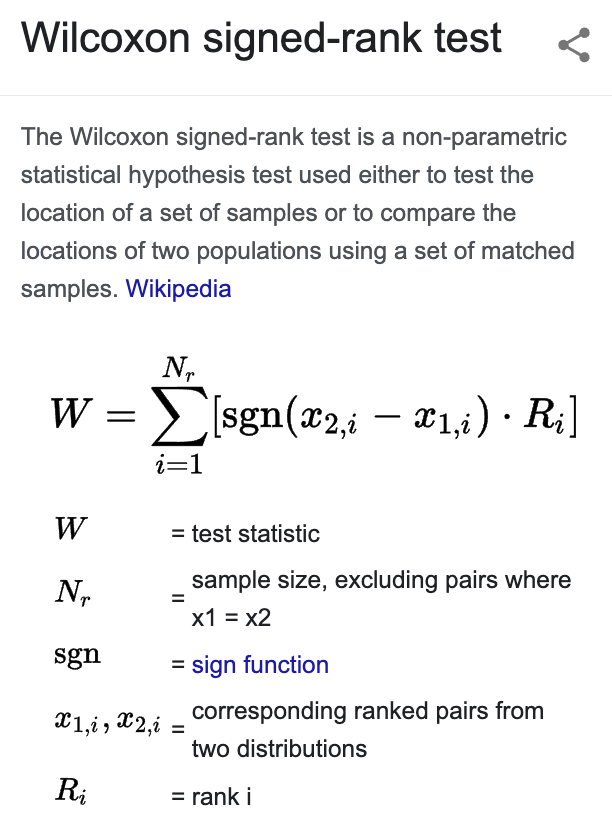 Wilcoxon signed-rank test
The Wilcoxon signed-rank test is a non-parametric
statistical hypothesis test used either to test the
location of a set of samples or to compare the
locations of two populations using a set of matched
samples. Wikipedia
W = ∑_{i=1}^{N_r} [sgn(x_{2,i} − x_{1,i}) · R_i]
W = test statistic
N_r = sample size, excluding pairs where
x1 = x2
sgn = sign function
x_{1,i}, x_{2,i} = corresponding ranked pairs from
two distributions
R_i = rank i